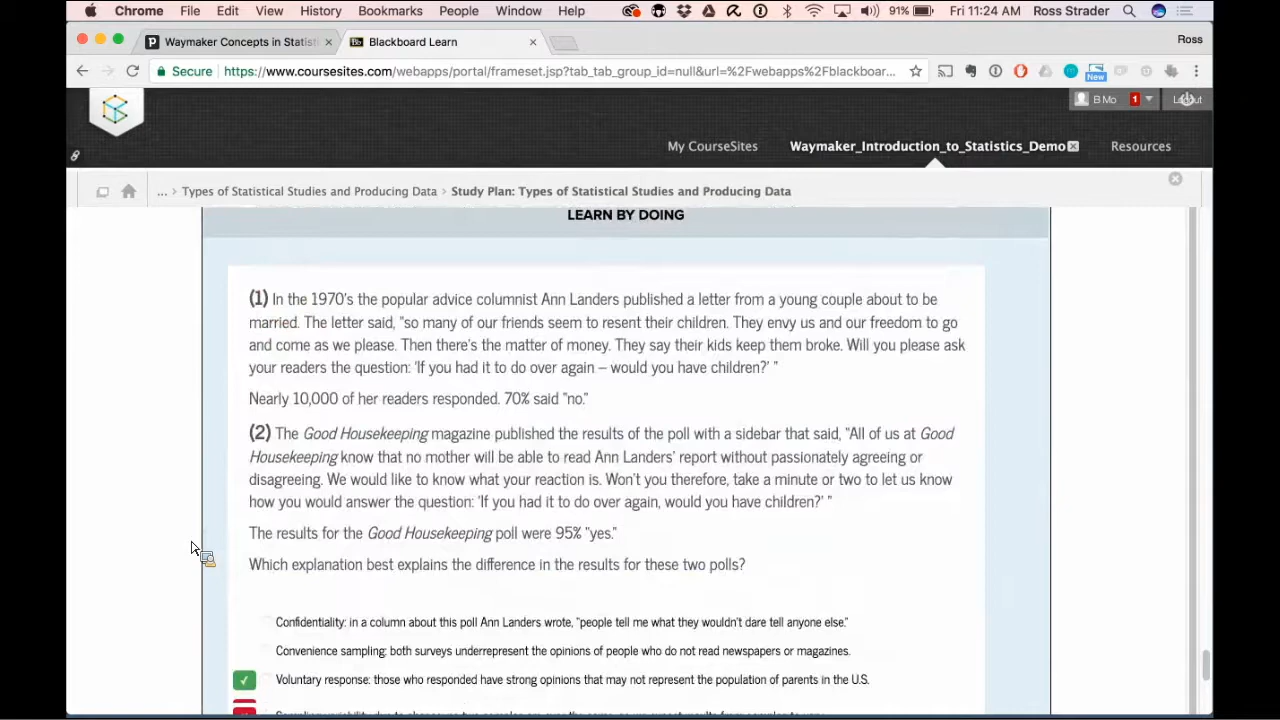 Chrome File Edit View History Bookmarks People Window Help 91% Fri 11:24 AM Ross Strader
Waymaker Concepts in Statisti × Blackboard Learn × Ross
Secure https://www.coursesites.com/webapps/portal/frameset.jsp?tab_tab_group_id=null&url=%2Fwebapps%2Fblackboar... New
B Mo 1 Logout
My CourseSites Waymaker_Introduction_to_Statistics_Demo Resources
... > Types of Statistical Studies and Producing Data > Study Plan: Types of Statistical Studies and Producing Data
LEARN BY DOING
(1) In the 1970's the popular advice columnist Ann Landers published a letter from a young couple about to be
married. The letter said, "so many of our friends seem to resent their children. They envy us and our freedom to go
and come as we please. Then there's the matter of money. They say their kids keep them broke. Will you please ask
your readers the question: 'If you had it to do over again – would you have children?' "
Nearly 10,000 of her readers responded. 70% said "no."
(2) The Good Housekeeping magazine published the results of the poll with a sidebar that said, "All of us at Good
Housekeeping know that no mother will be able to read Ann Landers' report without passionately agreeing or
disagreeing. We would like to know what your reaction is. Won't you therefore, take a minute or two to let us know
how you would answer the question: 'If you had it to do over again, would you have children?' "
The results for the Good Housekeeping poll were 95% "yes."
Which explanation best explains the difference in the results for these two polls?
Confidentiality: in a column about this poll Ann Landers wrote, "people tell me what they wouldn't dare tell anyone else."
Convenience sampling: both surveys underrepresent the opinions of people who do not read newspapers or magazines.
Voluntary response: those who responded have strong opinions that may not represent the population of parents in the U.S.